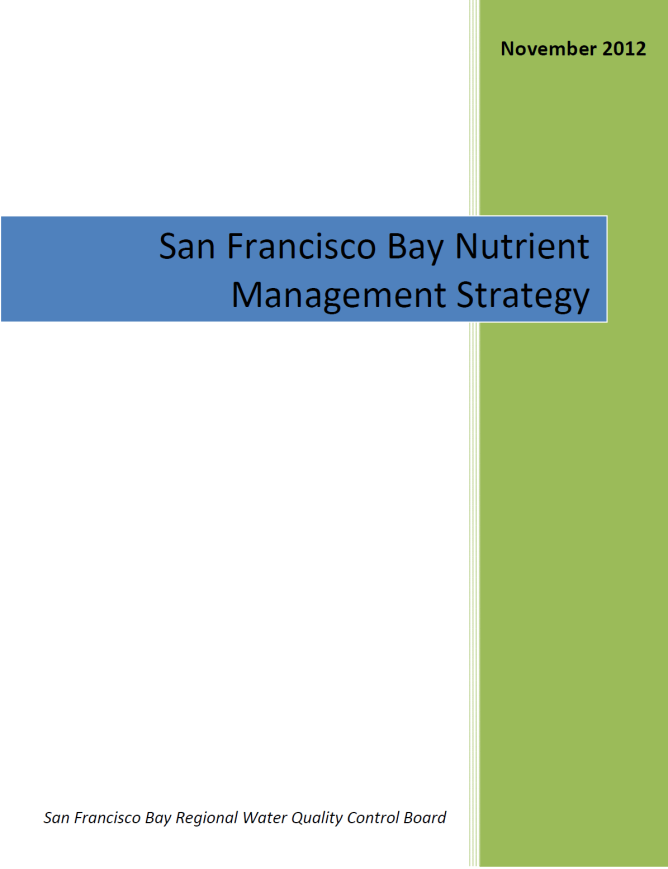 November 2012
San Francisco Bay Nutrient
Management Strategy
San Francisco Bay Regional Water Quality Control Board